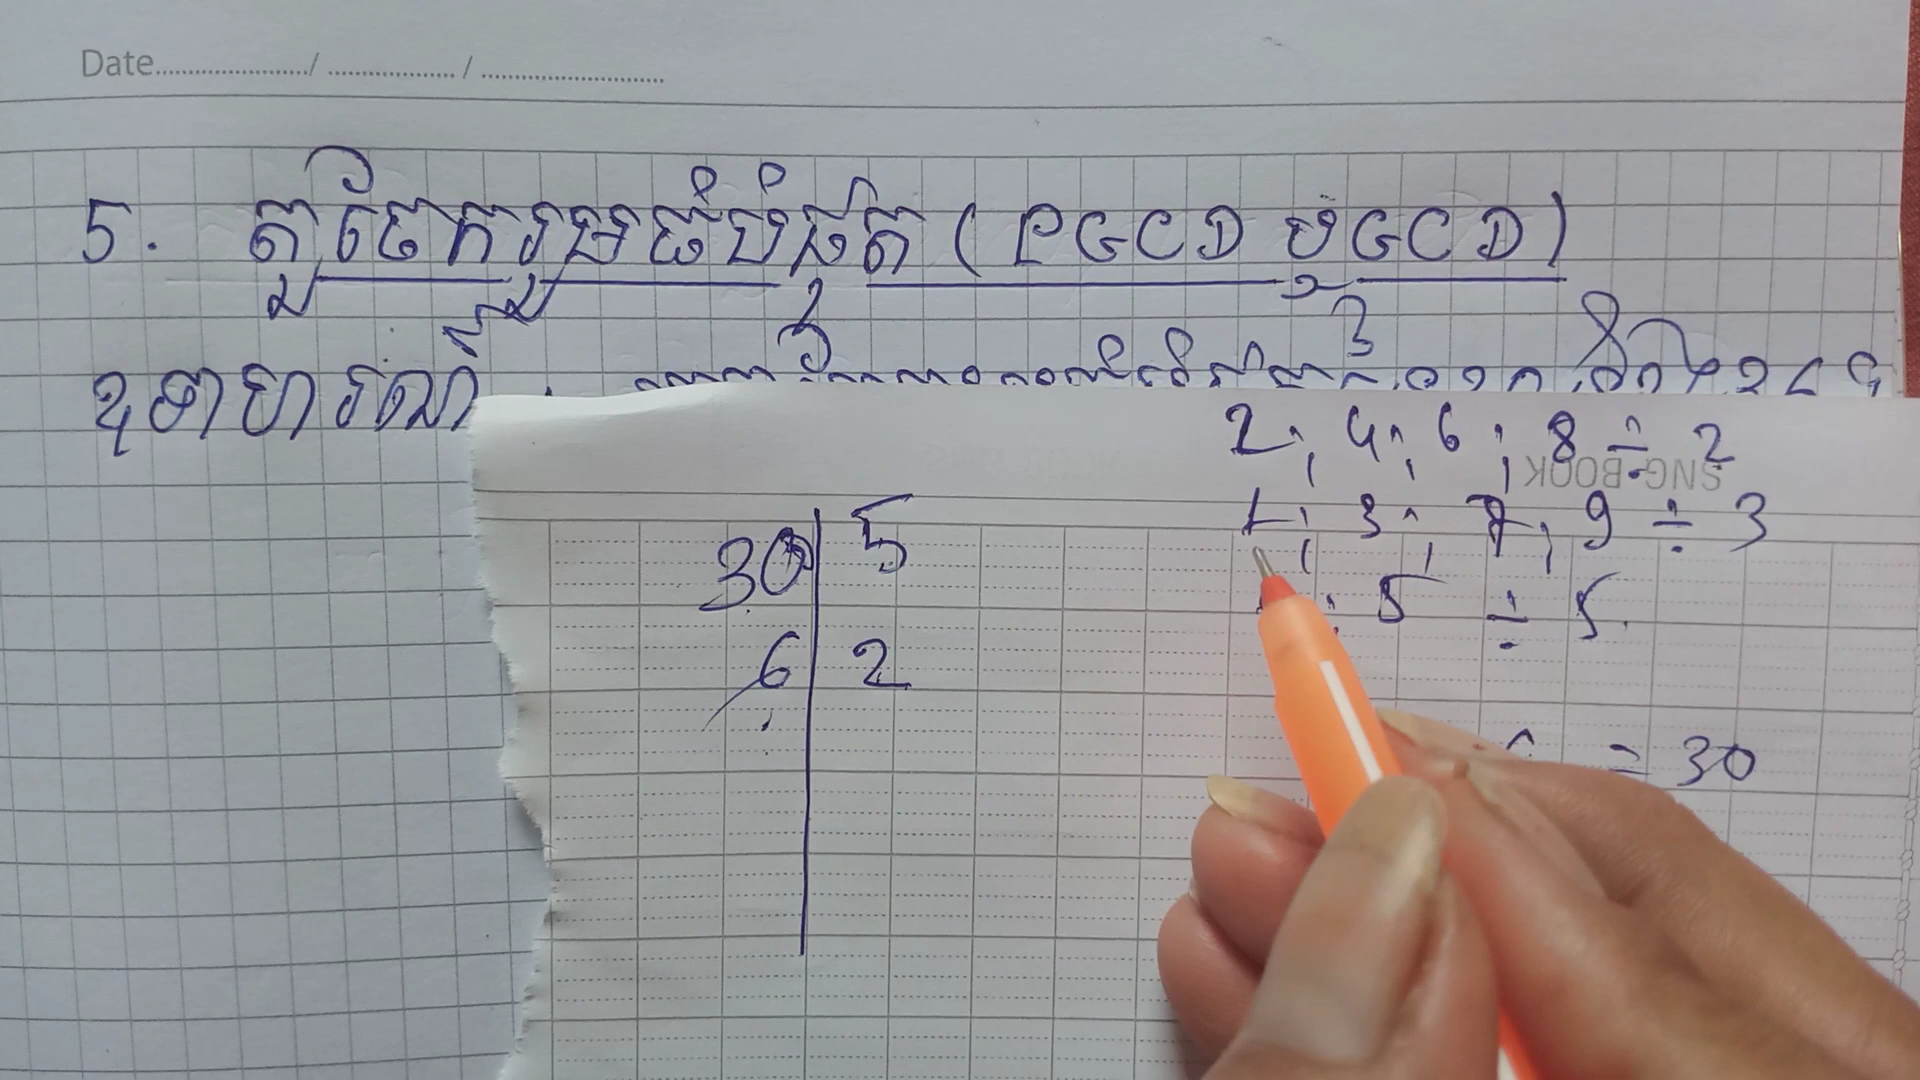 Date
5. តួចែករួមធំបំផុត ( PGCD ឬ GCD )
ឧទាហរណ៍ :
2 ; 4 ; 6 ; 8 ÷ 2
SNG-BOOK
30 5
1 ; 3 ; 7 ; 9 ÷ 3
; 5 ÷ 5
6 2
= 30